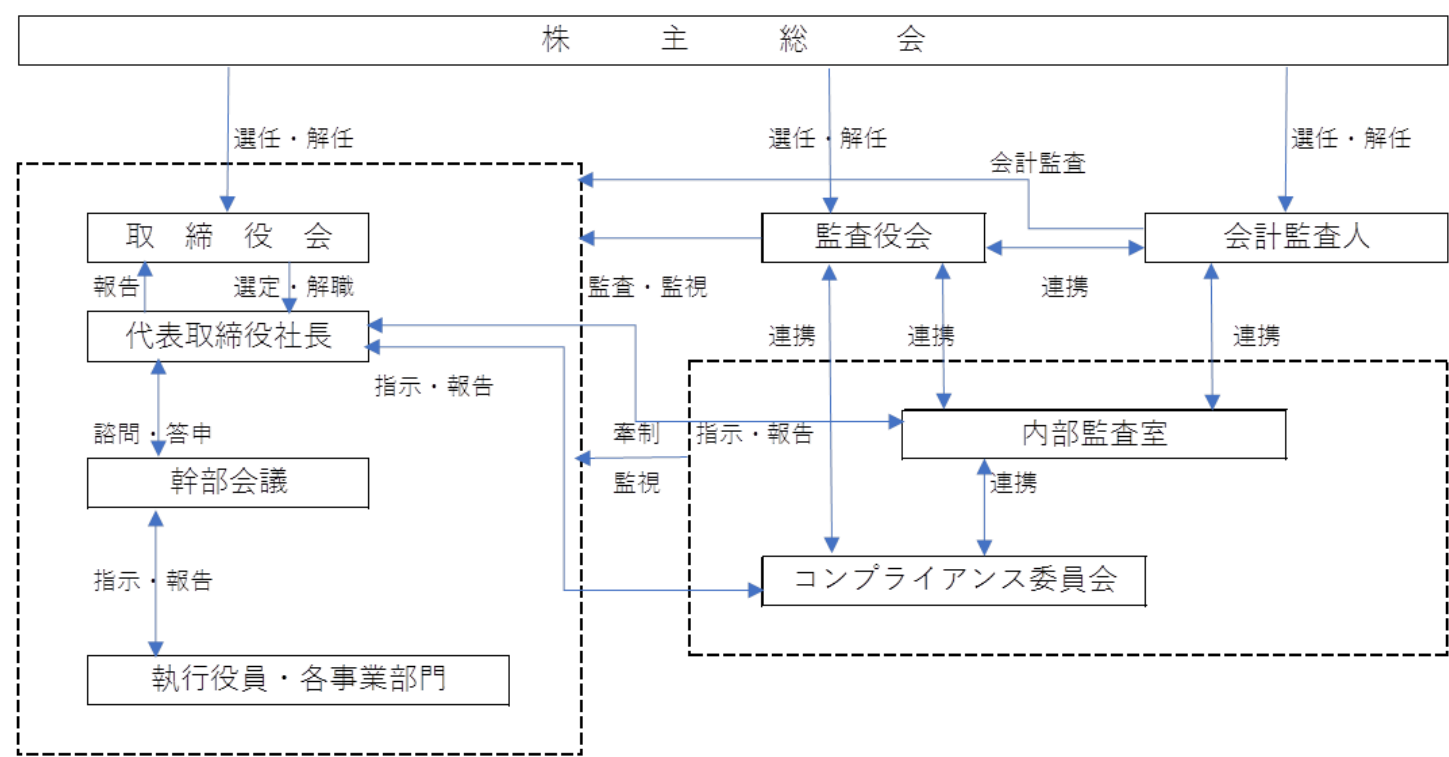 株主総会
選任・解任
選任・解任
選任・解任
会計監査
取締役会
監査役会
会計監査人
報告
選定・解職
監査・監視
連携
代表取締役社長
連携
連携
連携
指示・報告
諮問・答申
牽制
指示・報告
内部監査室
幹部会議
監視
連携
指示・報告
コンプライアンス委員会
執行役員・各事業部門